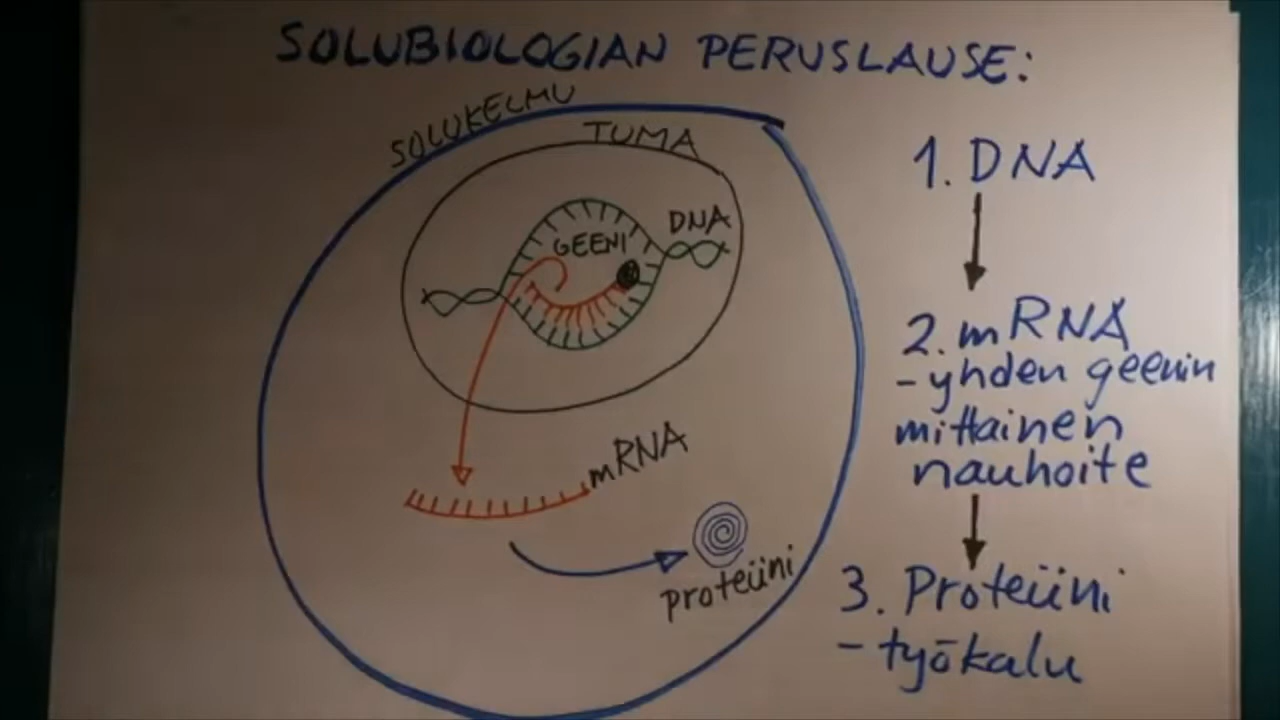 SOLUBIOLOGIAN PERUSLAUSE:
SOLUKELMU
TUMA
GEENI
DNA
mRNA
proteiini
1. DNA
2. mRNA
- yhden geenin
mittainen
nauhoite
3. Proteiini
- työkalu